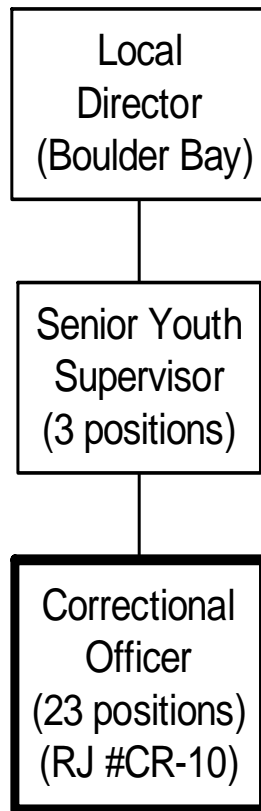 Local
Director
(Boulder Bay)
Senior Youth
Supervisor
(3 positions)
Correctional
Officer
(23 positions)
(RJ #CR-10)